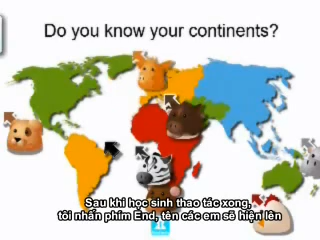 Do you know your continents?
Sau khi học sinh thao tác xong,
tôi nhấn phím End, tên các em sẽ hiện lên